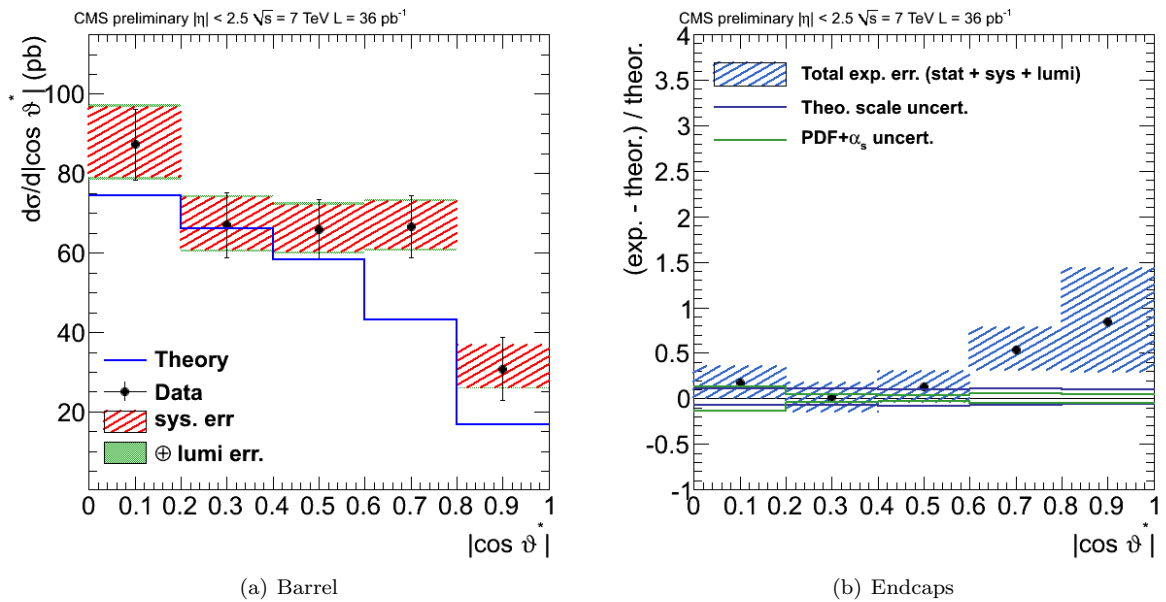 CMS preliminary |η| < 2.5 √s = 7 TeV L = 36 pb⁻¹
dσ/d|cos ϑ*| (pb)
100
80
60
40
20
Theory
Data
sys. err
⊕ lumi err.
0 0.1 0.2 0.3 0.4 0.5 0.6 0.7 0.8 0.9 1
|cos ϑ*|
(a) Barrel
CMS preliminary |η| < 2.5 √s = 7 TeV L = 36 pb⁻¹
(exp. - theor.) / theor.
4
3.5
3
2.5
2
1.5
1
0.5
0
-0.5
-1
Total exp. err. (stat + sys + lumi)
Theo. scale uncert.
PDF+αₛ uncert.
0 0.1 0.2 0.3 0.4 0.5 0.6 0.7 0.8 0.9 1
|cos ϑ*|
(b) Endcaps